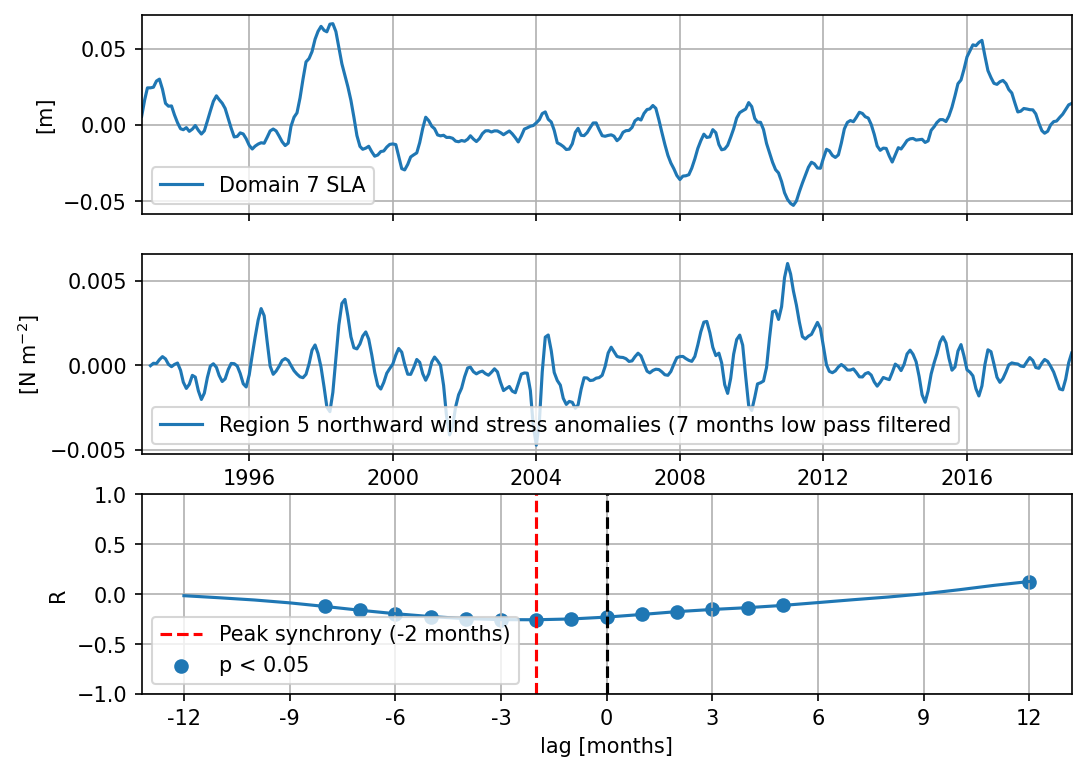 0.05
0.00
−0.05
[m]
Domain 7 SLA
0.005
0.000
−0.005
[N m⁻²]
Region 5 northward wind stress anomalies (7 months low pass filtered
1996 2000 2004 2008 2012 2016
1.0
0.5
0.0
−0.5
−1.0
R
Peak synchrony (-2 months)
p < 0.05
-12 -9 -6 -3 0 3 6 9 12
lag [months]